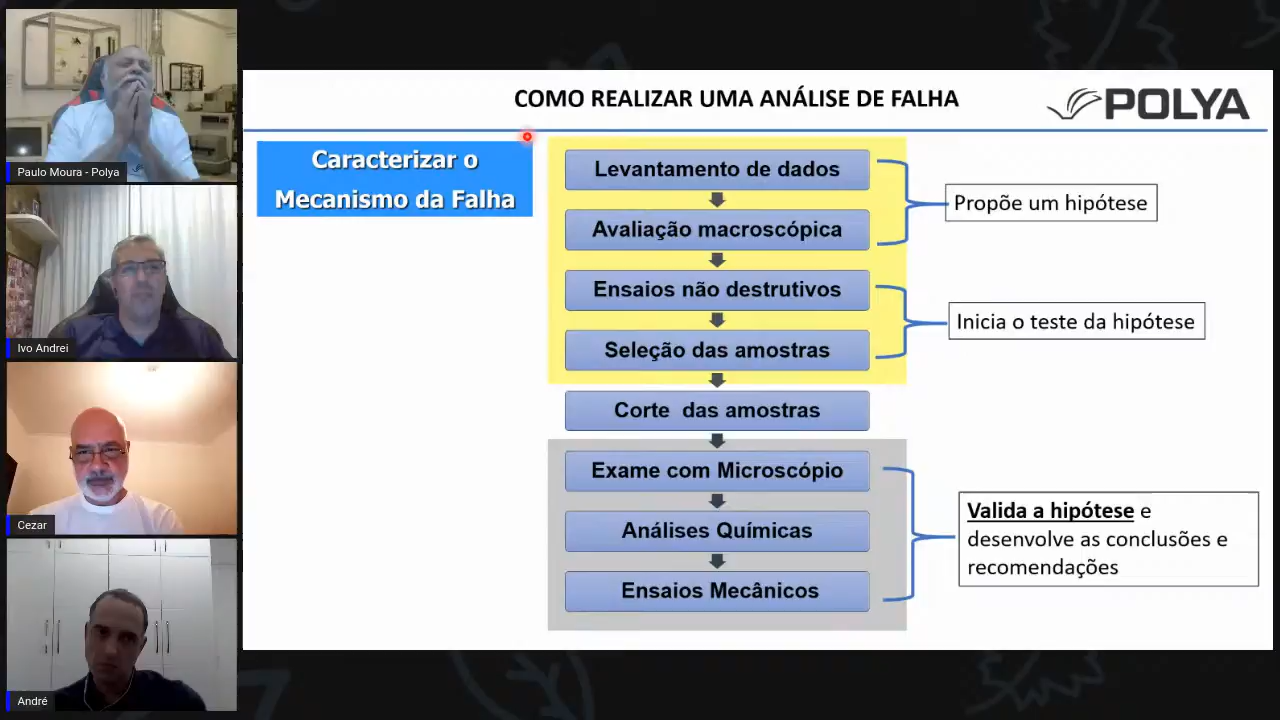 COMO REALIZAR UMA ANÁLISE DE FALHA
POLYA
Caracterizar o
Mecanismo da Falha
Levantamento de dados
Avaliação macroscópica
Propõe um hipótese
Ensaios não destrutivos
Seleção das amostras
Inicia o teste da hipótese
Corte das amostras
Exame com Microscópio
Análises Químicas
Ensaios Mecânicos
Valida a hipótese e
desenvolve as conclusões e
recomendações
Paulo Moura - Polya
Ivo Andrei
Cezar
André